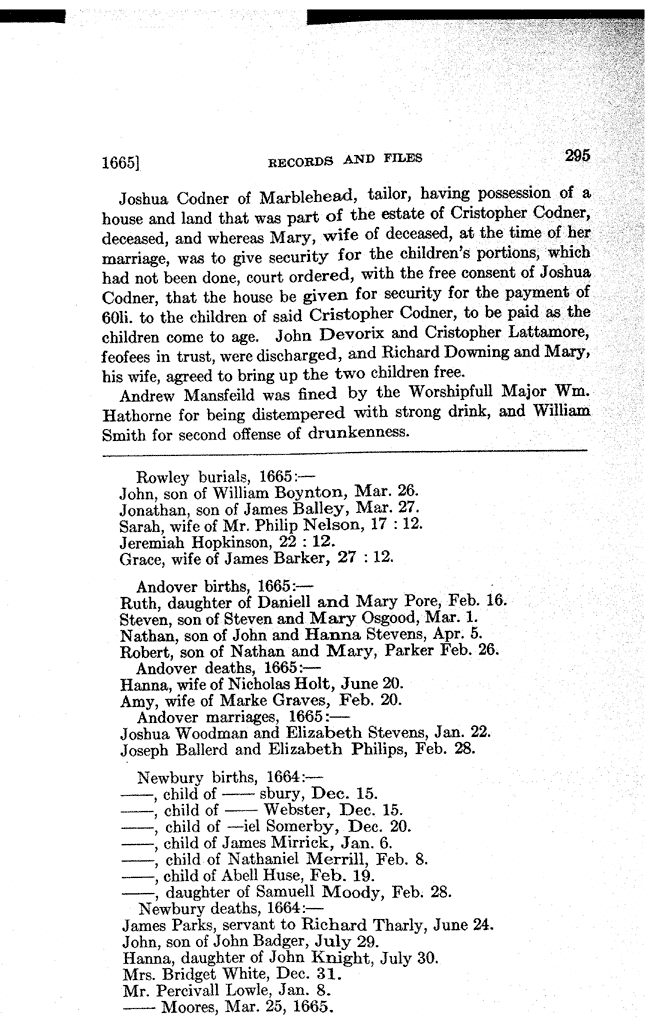 1665] RECORDS AND FILES 295
Joshua Codner of Marblehead, tailor, having possession of a
house and land that was part of the estate of Cristopher Codner,
deceased, and whereas Mary, wife of deceased, at the time of her
marriage, was to give security for the children's portions, which
had not been done, court ordered, with the free consent of Joshua
Codner, that the house be given for security for the payment of
60li. to the children of said Cristopher Codner, to be paid as the
children come to age. John Devorix and Cristopher Lattamore,
feofees in trust, were discharged, and Richard Downing and Mary,
his wife, agreed to bring up the two children free.
Andrew Mansfeild was fined by the Worshipfull Major Wm.
Hathorne for being distempered with strong drink, and William
Smith for second offense of drunkenness.
Rowley burials, 1665:—
John, son of William Boynton, Mar. 26.
Jonathan, son of James Balley, Mar. 27.
Sarah, wife of Mr. Philip Nelson, 17 : 12.
Jeremiah Hopkinson, 22 : 12.
Grace, wife of James Barker, 27 : 12.
Andover births, 1665:—
Ruth, daughter of Daniell and Mary Pore, Feb. 16.
Steven, son of Steven and Mary Osgood, Mar. 1.
Nathan, son of John and Hanna Stevens, Apr. 5.
Robert, son of Nathan and Mary, Parker Feb. 26.
Andover deaths, 1665:—
Hanna, wife of Nicholas Holt, June 20.
Amy, wife of Marke Graves, Feb. 20.
Andover marriages, 1665:—
Joshua Woodman and Elizabeth Stevens, Jan. 22.
Joseph Ballerd and Elizabeth Philips, Feb. 28.
Newbury births, 1664:—
——, child of —— sbury, Dec. 15.
——, child of —— Webster, Dec. 15.
——, child of —iel Somerby, Dec. 20.
——, child of James Mirrick, Jan. 6.
——, child of Nathaniel Merrill, Feb. 8.
——, child of Abell Huse, Feb. 19.
——, daughter of Samuell Moody, Feb. 28.
Newbury deaths, 1664:—
James Parks, servant to Richard Tharly, June 24.
John, son of John Badger, July 29.
Hanna, daughter of John Knight, July 30.
Mrs. Bridget White, Dec. 31.
Mr. Percivall Lowle, Jan. 8.
—— Moores, Mar. 25, 1665.